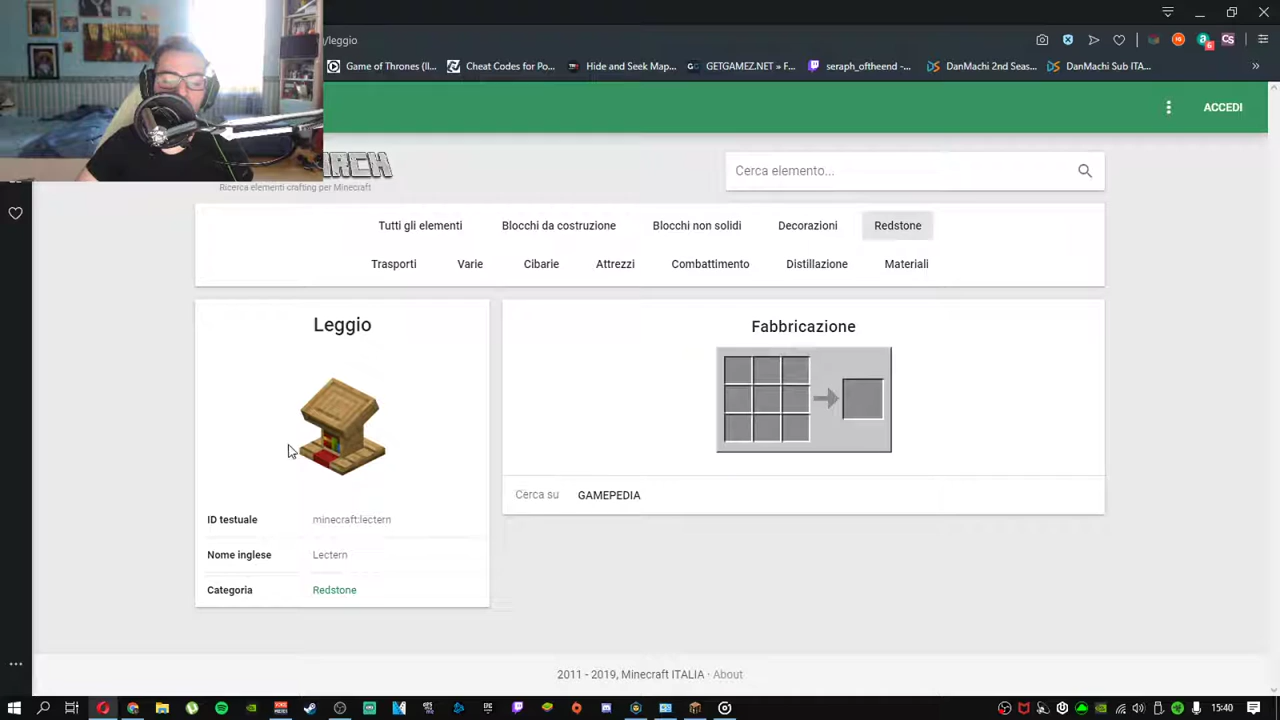 /leggio
Game of Thrones (II... Cheat Codes for Po... Hide and Seek Map... GETGAMEZ.NET » F... seraph_oftheend -... DanMachi 2nd Seas... DanMachi Sub ITA...
ACCEDI
Ricerca elementi crafting per Minecraft
Cerca elemento...
Tutti gli elementi Blocchi da costruzione Blocchi non solidi Decorazioni Redstone
Trasporti Varie Cibarie Attrezzi Combattimento Distillazione Materiali
Leggio
Fabbricazione
Cerca su GAMEPEDIA
ID testuale minecraft:lectern
Nome inglese Lectern
Categoria Redstone
2011 - 2019, Minecraft ITALIA · About
15:40